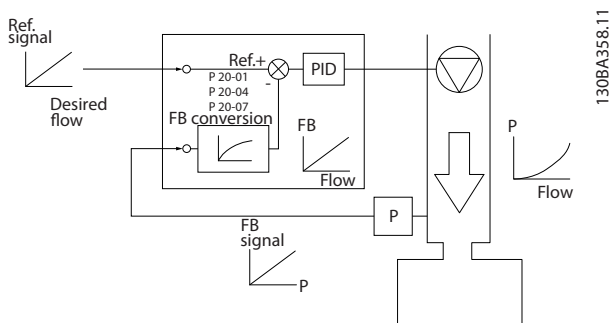 Ref.
signal
Desired
flow
Ref.+
-
PID
P 20-01
P 20-04
P 20-07
FB conversion
FB
Flow
P
Flow
P
FB
signal
P
130BA358.11